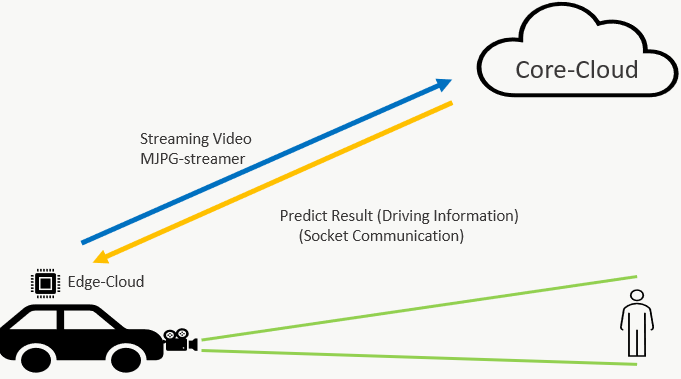 Core-Cloud
Streaming Video
MJPG-streamer
Predict Result (Driving Information)
(Socket Communication)
Edge-Cloud